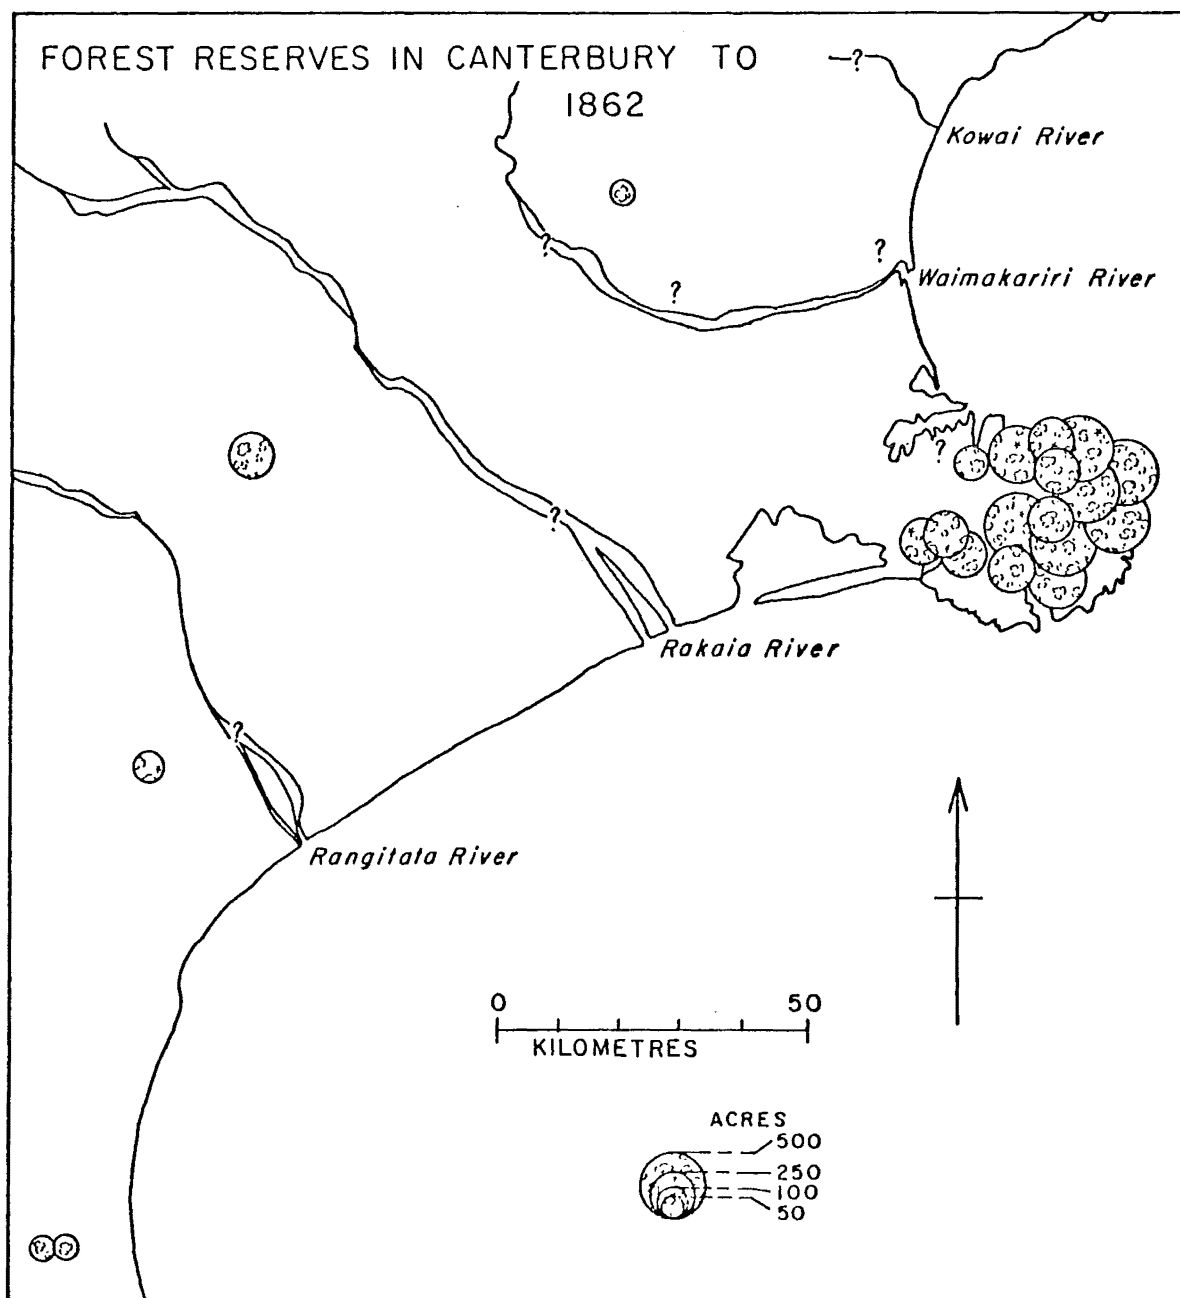 FOREST RESERVES IN CANTERBURY TO
1862
?
Kowai River
?
?
Waimakariri River
?
?
?
Rakaia River
?
Rangitata River
0 50
KILOMETRES
ACRES
500
250
100
50